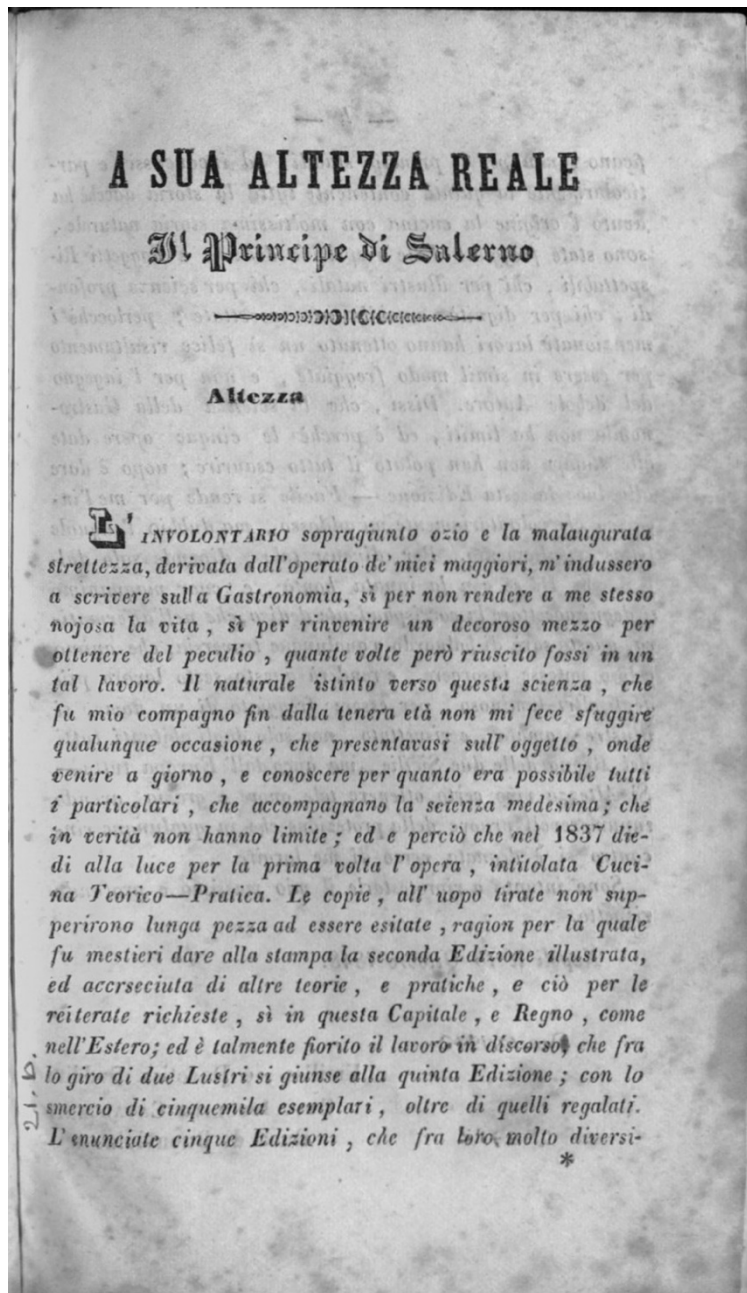 A SUA ALTEZZA REALE
Il Principe di Salerno
Altezza
L'INVOLONTARIO sopragiunto ozio e la malaugurata
strettezza, derivata dall'operato de'miei maggiori, m'indussero
a scrivere sulla Gastronomia, sì per non rendere a me stesso
nojosa la vita, sì per rinvenire un decoroso mezzo per
ottenere del peculio, quante volte però riuscito fossi in un
tal lavoro. Il naturale istinto verso questa scienza, che
fu mio compagno fin dalla tenera età non mi fece sfuggire
qualunque occasione, che presentavasi sull'oggetto, onde
venire a giorno, e conoscere per quanto era possibile tutti
i particolari, che accompagnano la scienza medesima; che
in verità non hanno limite; ed e perciò che nel 1837 die-
di alla luce per la prima volta l'opera, intitolata Cuci-
na Teorico—Pratica. Le copie, all'uopo tirate non sup-
perirono lunga pezza ad essere esitate, ragion per la quale
fu mestieri dare alla stampa la seconda Edizione illustrata,
ed accrseciuta di altre teorie, e pratiche, e ciò per le
reiterate richieste, sì in questa Capitale, e Regno, come
nell'Estero; ed è talmente fiorito il lavoro in discorso, che fra
lo giro di due Lustri si giunse alla quinta Edizione; con lo
smercio di cinquemila esemplari, oltre di quelli regalati.
L'enunciate cinque Edizioni, che fra loro molto diversi-
*